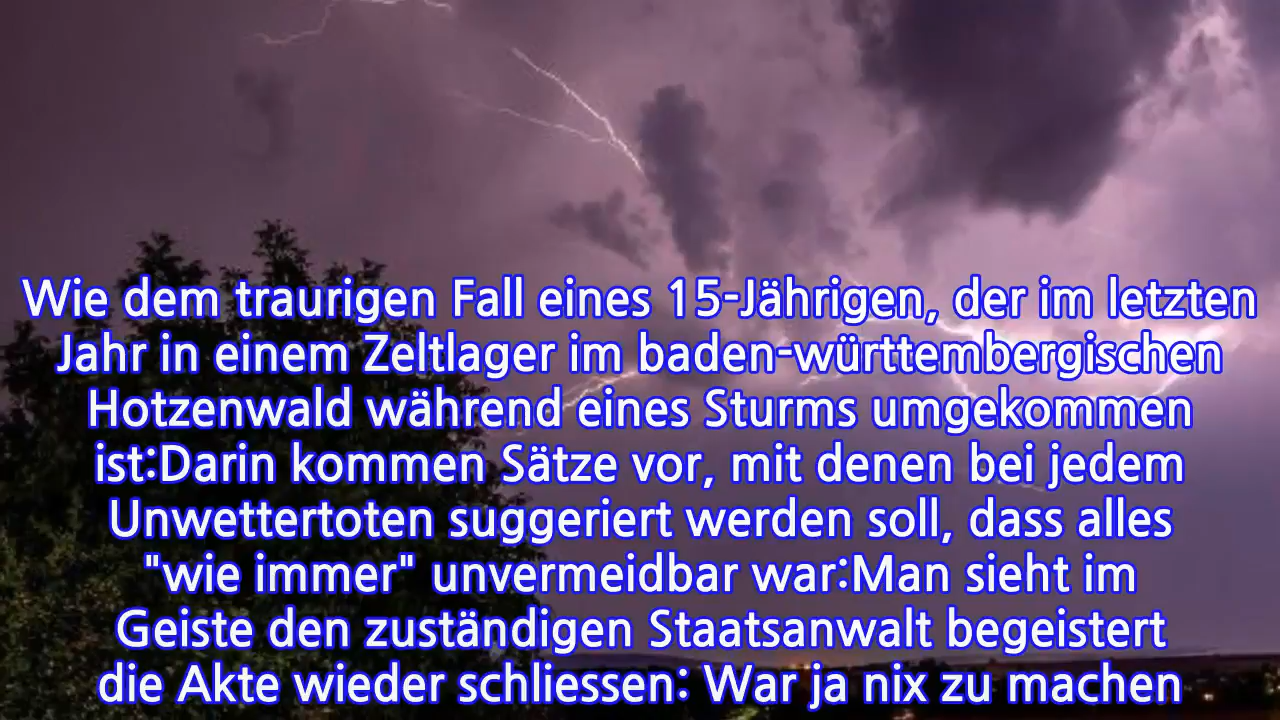 Wie dem traurigen Fall eines 15-Jährigen, der im letzten
Jahr in einem Zeltlager im baden-württembergischen
Hotzenwald während eines Sturms umgekommen
ist:Darin kommen Sätze vor, mit denen bei jedem
Unwettertoten suggeriert werden soll, dass alles
"wie immer" unvermeidbar war:Man sieht im
Geiste den zuständigen Staatsanwalt begeistert
die Akte wieder schliessen: War ja nix zu machen